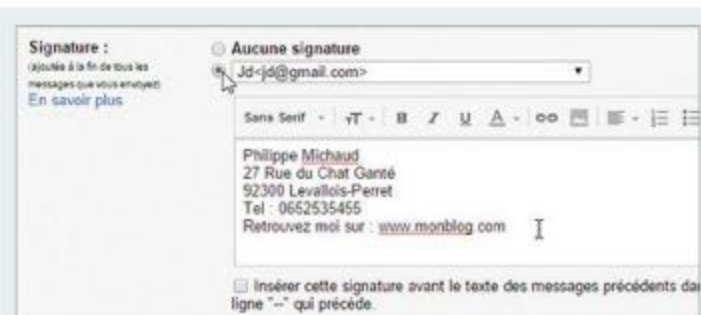 Signature :
(ajoutée à la fin de tous les
messages que vous envoyez)
En savoir plus
Aucune signature
Jd<jd@gmail.com>
Sans Serif
B I U A
Philippe Michaud
27 Rue du Chat Ganté
92300 Levallois-Perret
Tel : 0652535455
Retrouvez moi sur : www.monblog.com
Insérer cette signature avant le texte des messages précédents da
ligne "--" qui précède.